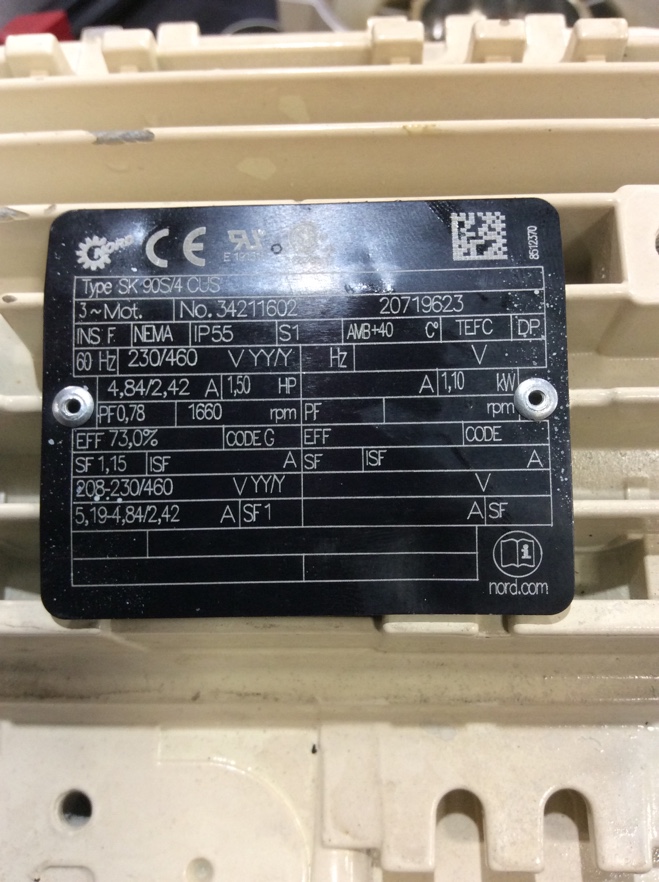 NORD
CE
8512370
Type SK 90S/4 CUS
3~Mot. No. 34211602 20719623
INS F. NEMA IP55 S1 AMB+40 C° TEFC DP
60 Hz 230/460 V YY/Y Hz V
4,84/2,42 A 1,50 HP A 1,10 kW
PF 0,78 1660 rpm PF rpm
EFF 73,0% CODE G EFF CODE
SF 1,15 ISF A SF ISF A
208-230/460 V YY/Y V
5,19-4,84/2,42 A SF 1 A SF
nord.com